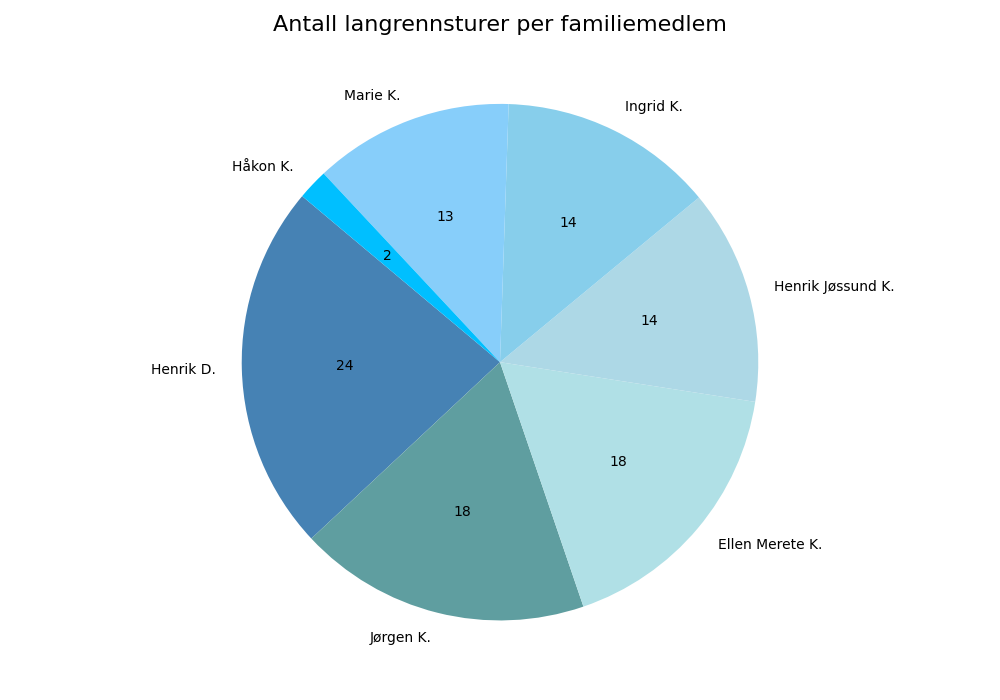 Antall langrennsturer per familiemedlem
Marie K.
Ingrid K.
Håkon K.
13
14
2
Henrik Jøssund K.
14
Henrik D.
24
18
18
Ellen Merete K.
Jørgen K.